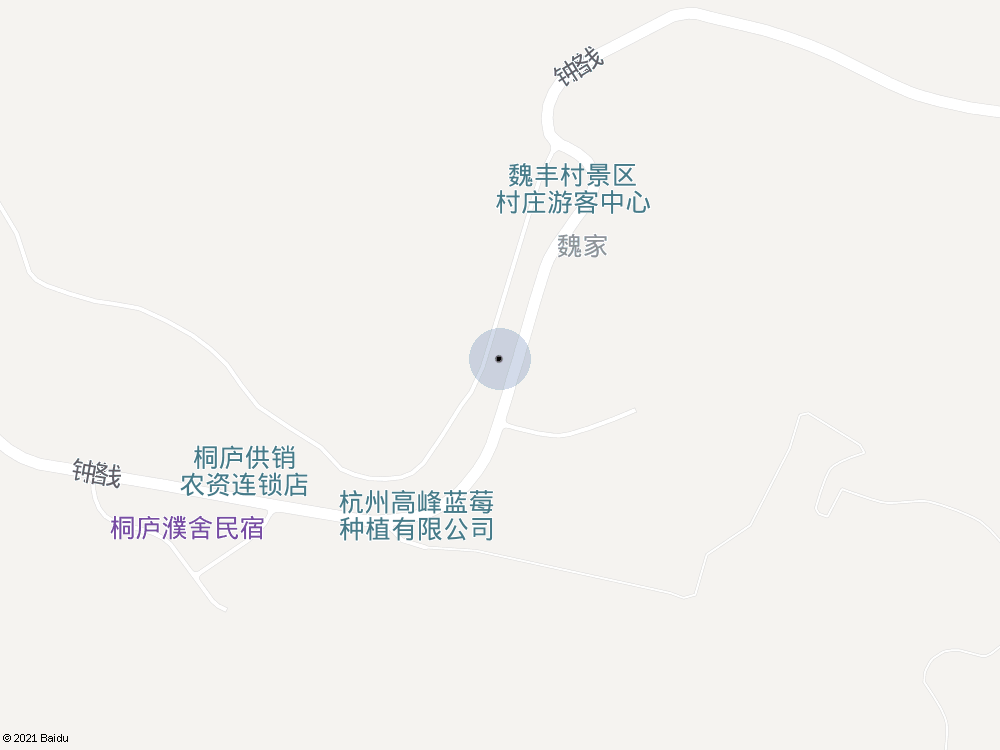 钟각线
魏丰村景区
村庄游客中心
魏家
桐庐供销
农资连锁店
钟각线
杭州高峰蓝莓
种植有限公司
桐庐濮舍民宿
© 2021 Baidu